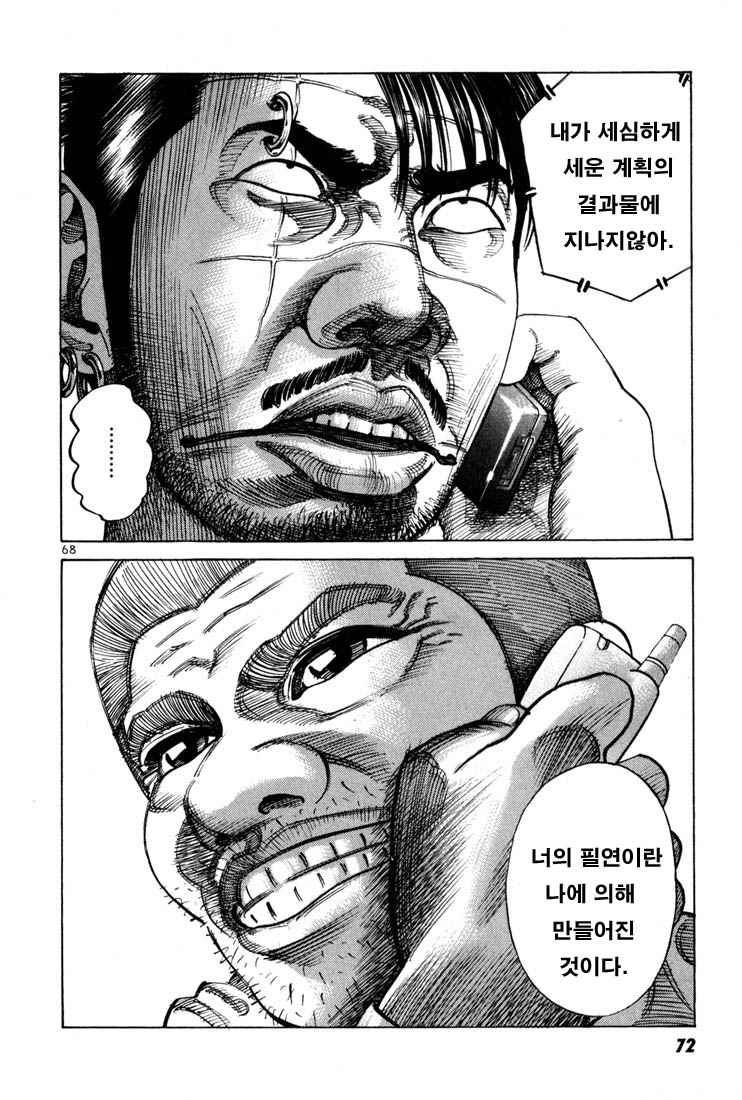 내가 세심하게
세운 계획의
결과물에
지나지않아.
………
68
너의 필연이란
나에 의해
만들어진
것이다.
72